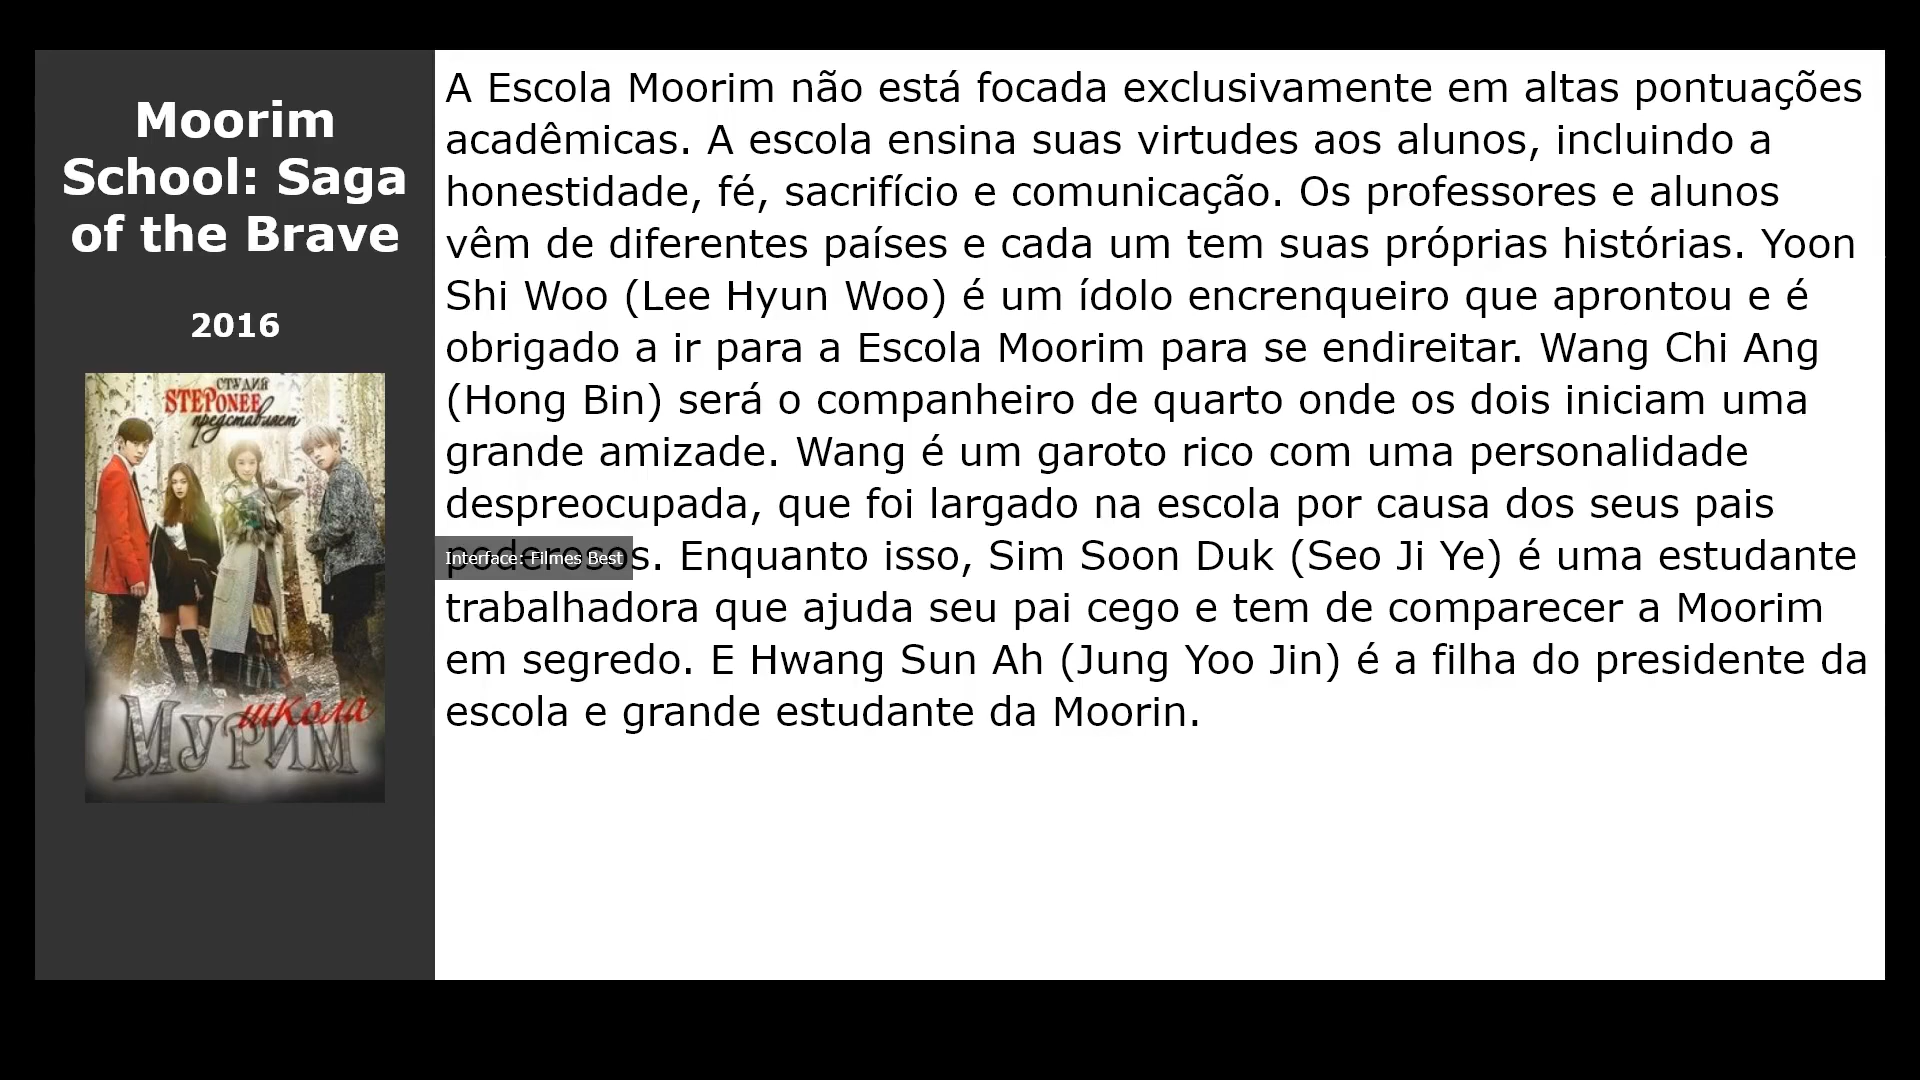 Moorim
School: Saga
of the Brave
2016
СТУДИЯ
STEPONEE
представляет
школа
Мурим
A Escola Moorim não está focada exclusivamente em altas pontuações
acadêmicas. A escola ensina suas virtudes aos alunos, incluindo a
honestidade, fé, sacrifício e comunicação. Os professores e alunos
vêm de diferentes países e cada um tem suas próprias histórias. Yoon
Shi Woo (Lee Hyun Woo) é um ídolo encrenqueiro que aprontou e é
obrigado a ir para a Escola Moorim para se endireitar. Wang Chi Ang
(Hong Bin) será o companheiro de quarto onde os dois iniciam uma
grande amizade. Wang é um garoto rico com uma personalidade
despreocupada, que foi largado na escola por causa dos seus pais
poderosos. Enquanto isso, Sim Soon Duk (Seo Ji Ye) é uma estudante
Interface: Filmes Best
trabalhadora que ajuda seu pai cego e tem de comparecer a Moorim
em segredo. E Hwang Sun Ah (Jung Yoo Jin) é a filha do presidente da
escola e grande estudante da Moorin.